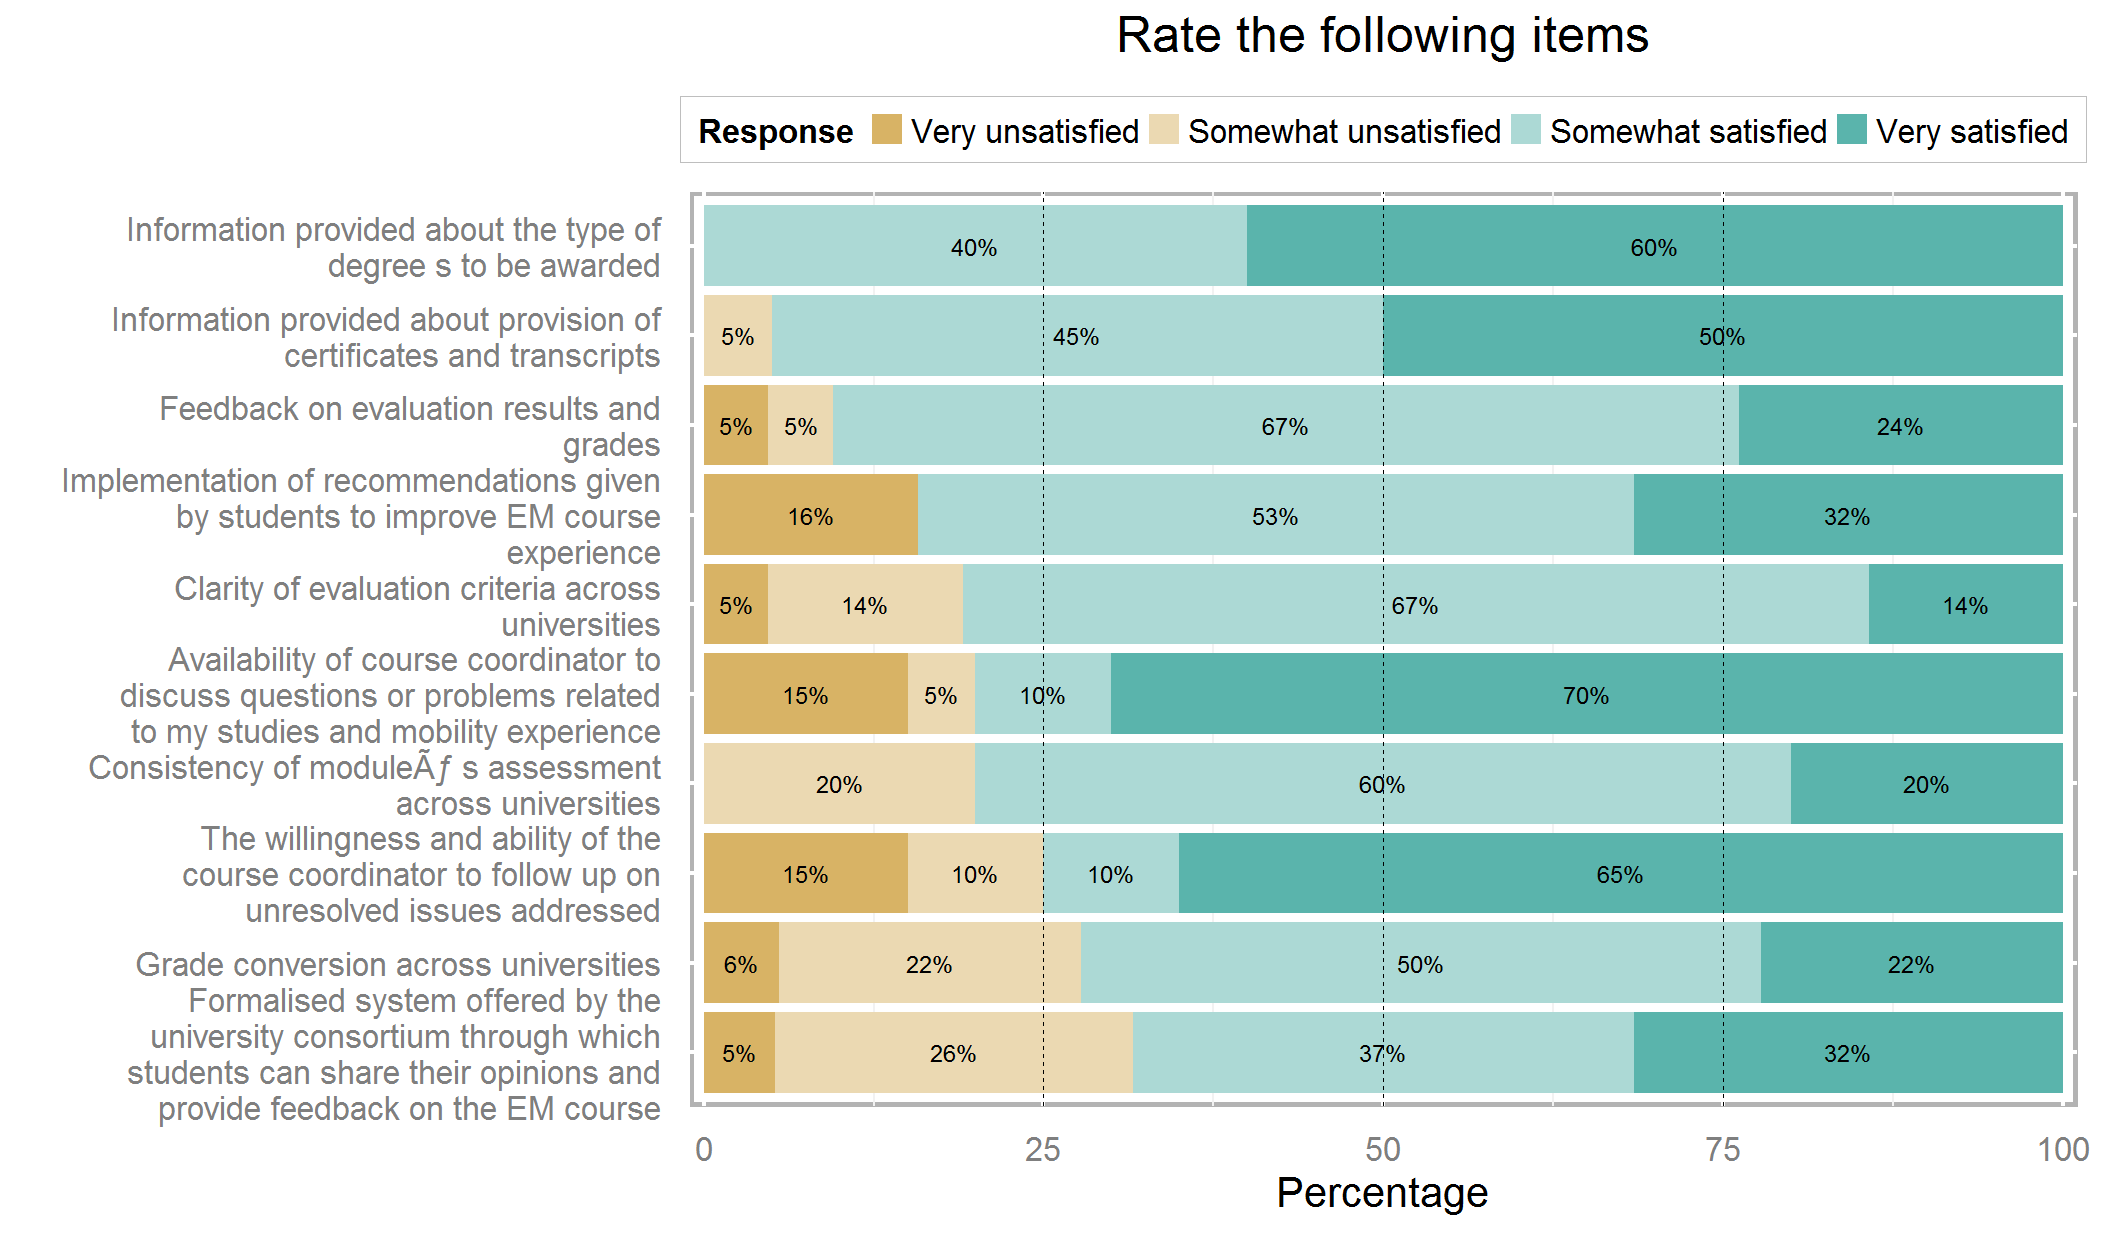 Rate the following items
Response Very unsatisfied Somewhat unsatisfied Somewhat satisfied Very satisfied
Information provided about the type of
degree s to be awarded
40% 60%
Information provided about provision of
certificates and transcripts
5% 45% 50%
Feedback on evaluation results and
grades
5% 5% 67% 24%
Implementation of recommendations given
by students to improve EM course
experience
16% 53% 32%
Clarity of evaluation criteria across
universities
5% 14% 67% 14%
Availability of course coordinator to
discuss questions or problems related
to my studies and mobility experience
15% 5% 10% 70%
Consistency of moduleÃƒ s assessment
across universities
20% 60% 20%
The willingness and ability of the
course coordinator to follow up on
unresolved issues addressed
15% 10% 10% 65%
Grade conversion across universities
6% 22% 50% 22%
Formalised system offered by the
university consortium through which
students can share their opinions and
provide feedback on the EM course
5% 26% 37% 32%
0 25 50 75 100
Percentage